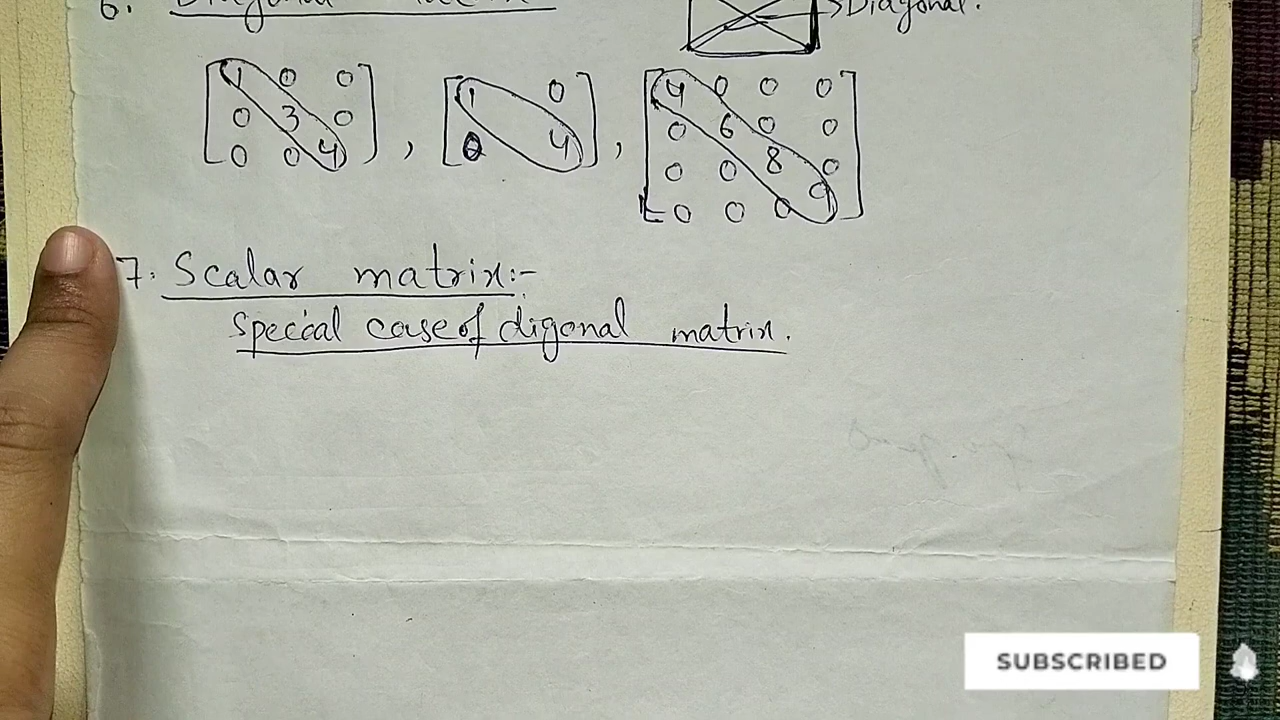 6. Diagonal
>Diagonal.
[1 0 0 [1 0 [4 0 0 0
0 3 0 0 4], 0 6 0 0
0 0 4], 0 0 8 0
0 0 0 9]
7. Scalar matrix:-
Special case of digonal matrix.
SUBSCRIBED